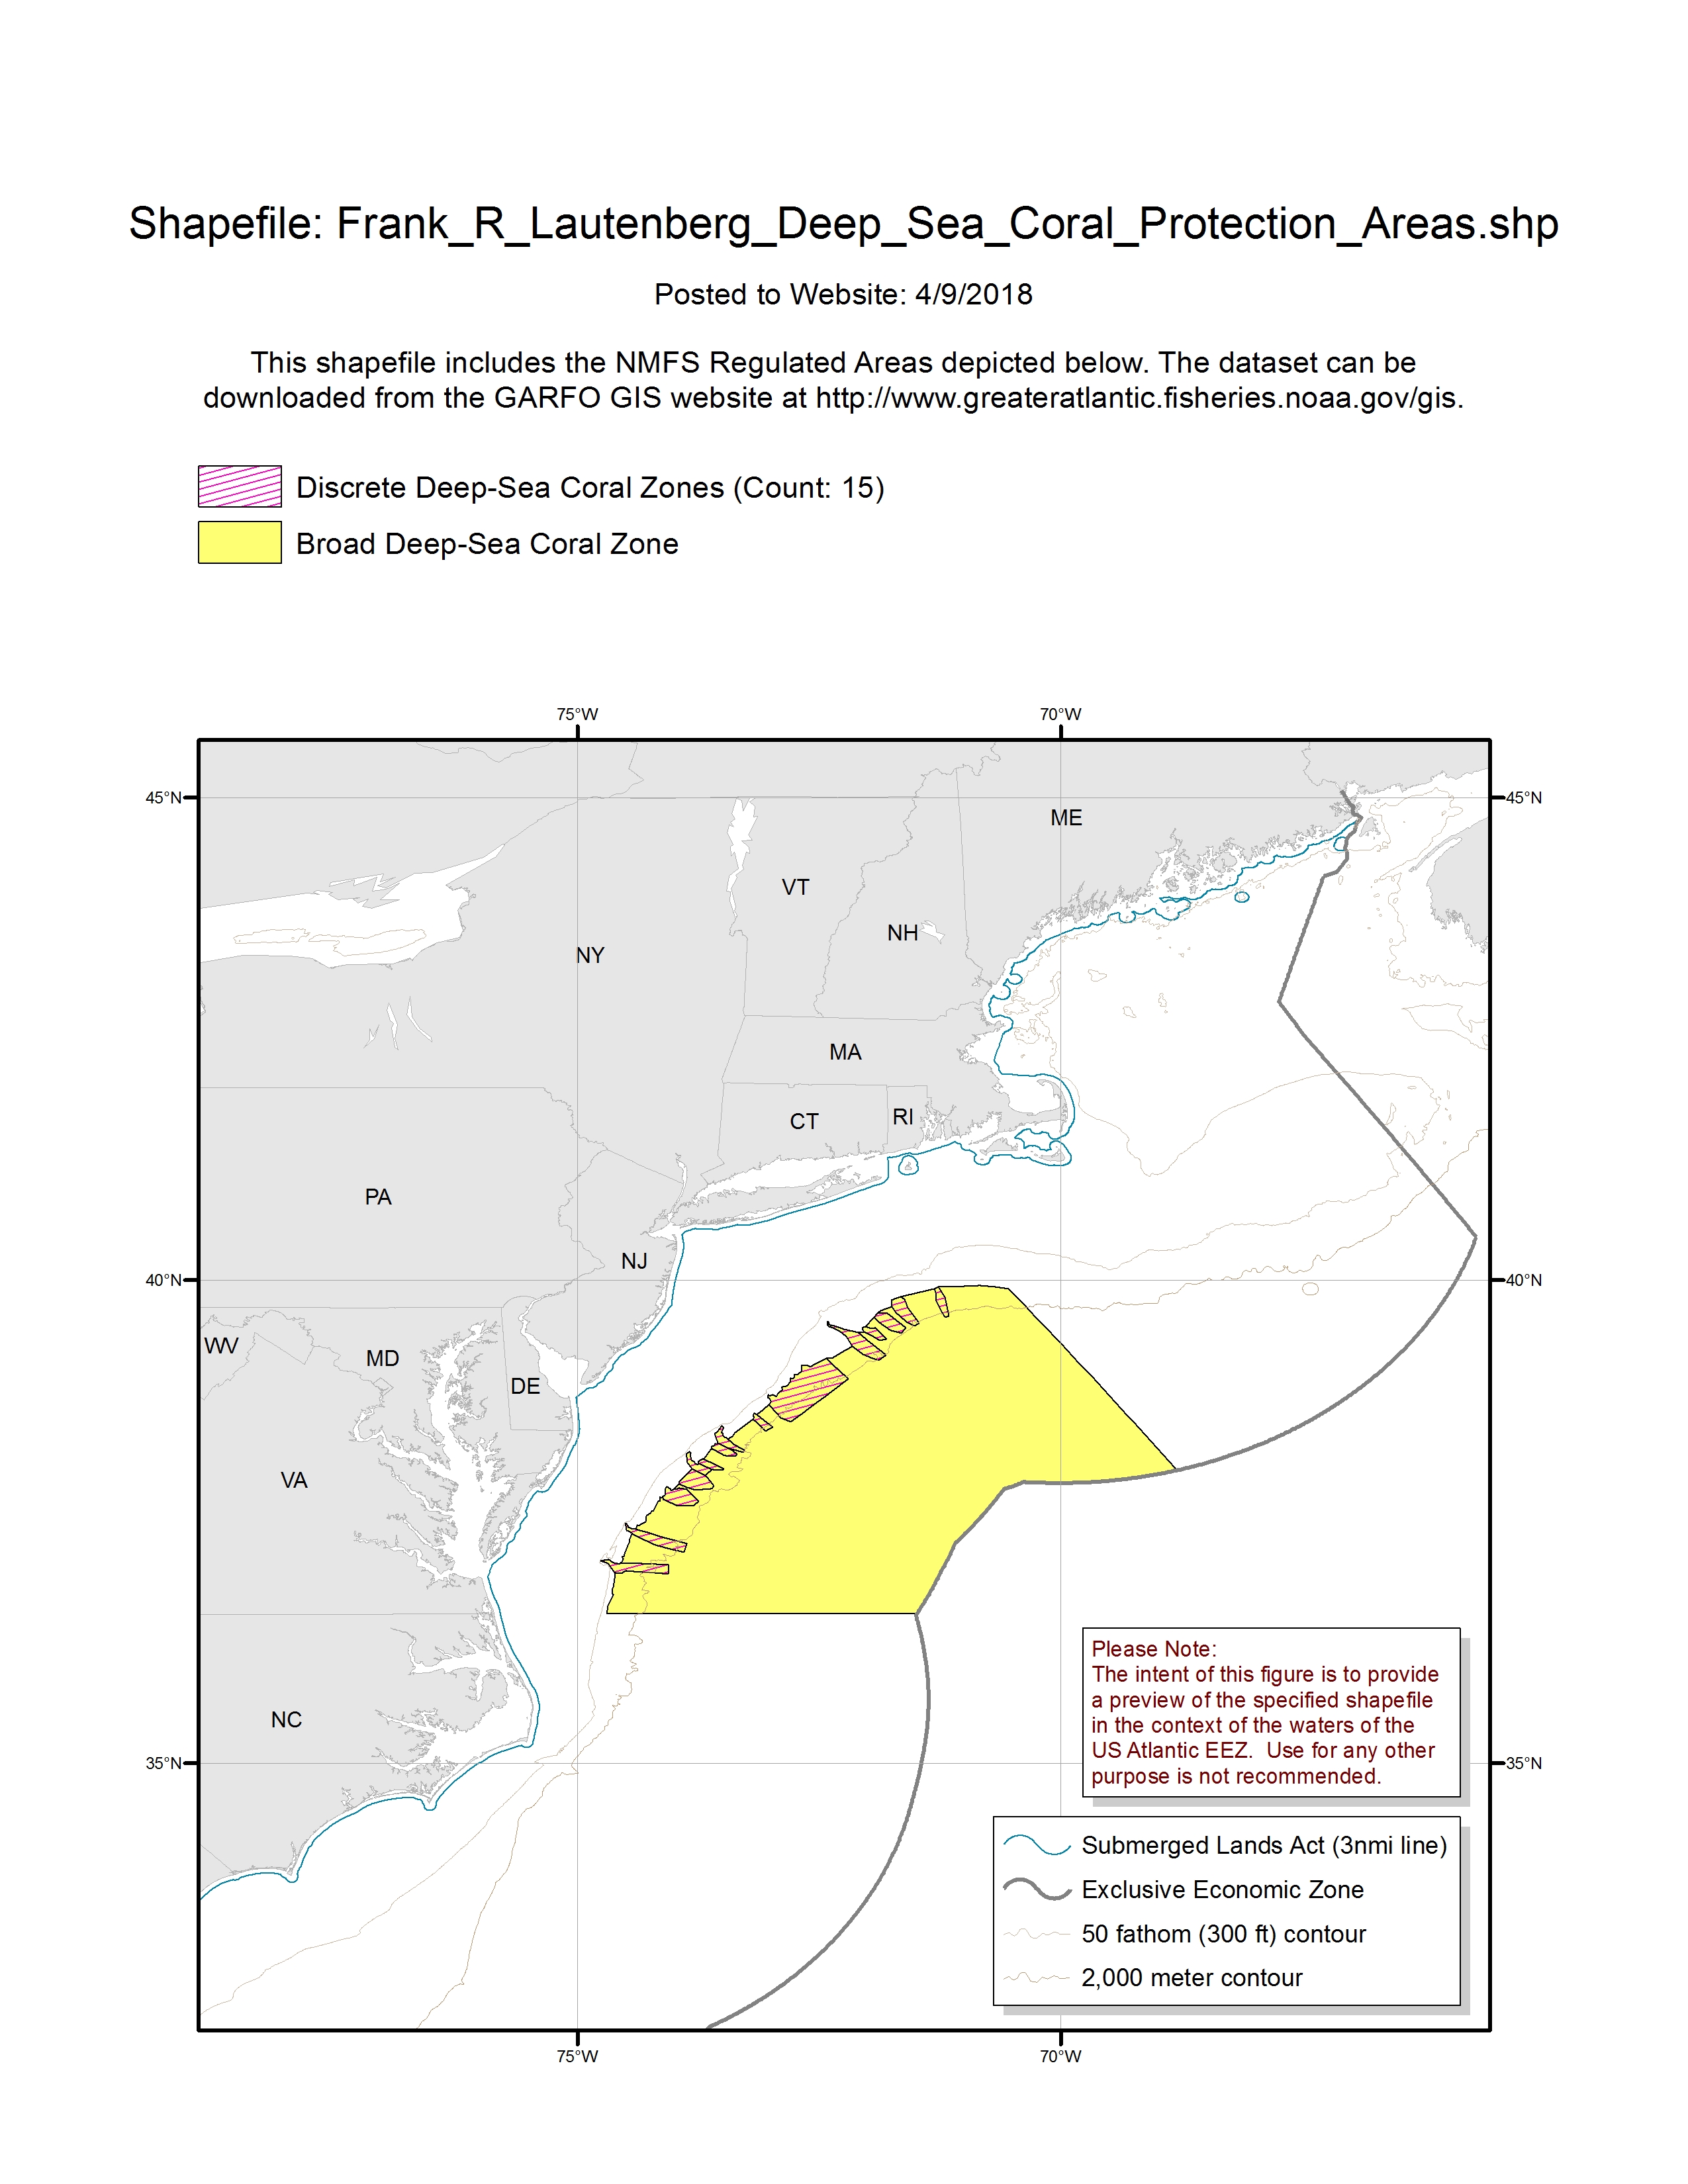 Shapefile: Frank_R_Lautenberg_Deep_Sea_Coral_Protection_Areas.shp
Posted to Website: 4/9/2018
This shapefile includes the NMFS Regulated Areas depicted below. The dataset can be
downloaded from the GARFO GIS website at http://www.greateratlantic.fisheries.noaa.gov/gis.
Discrete Deep-Sea Coral Zones (Count: 15)
Broad Deep-Sea Coral Zone
75°W
70°W
45°N
45°N
ME
VT
NH
NY
MA
CT
RI
PA
NJ
40°N
40°N
WV
MD
DE
VA
NC
35°N
35°N
Please Note:
The intent of this figure is to provide
a preview of the specified shapefile
in the context of the waters of the
US Atlantic EEZ.  Use for any other
purpose is not recommended.
Submerged Lands Act (3nmi line)
Exclusive Economic Zone
50 fathom (300 ft) contour
2,000 meter contour
75°W
70°W